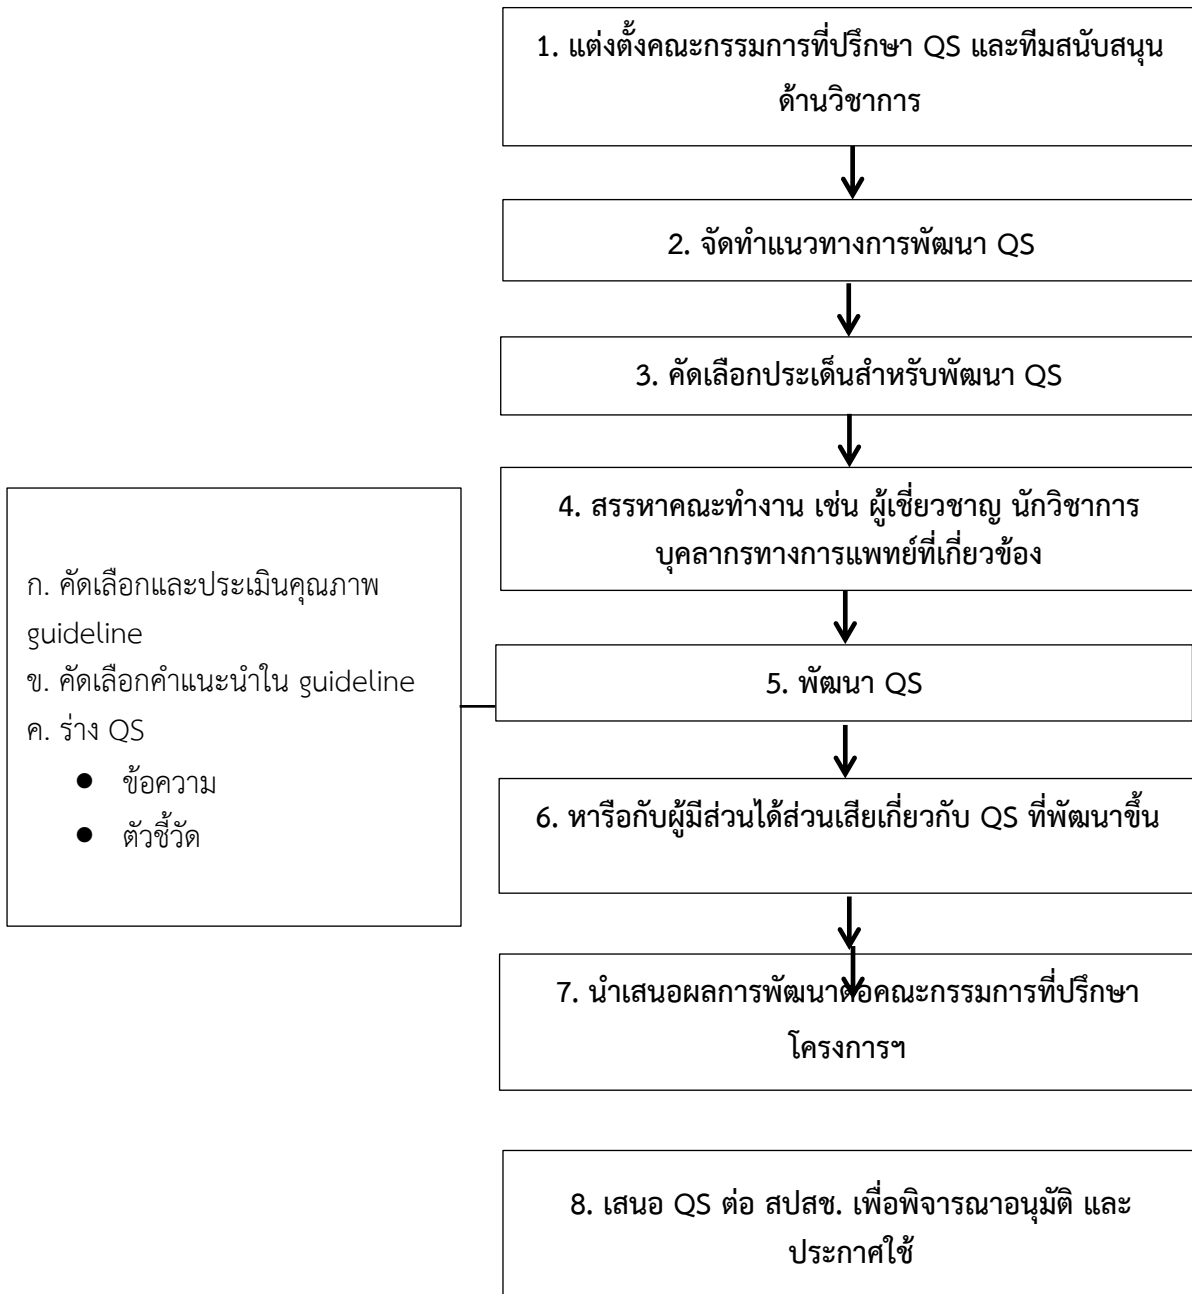 1. แต่งตั้งคณะกรรมการที่ปรึกษา QS และทีมสนับสนุน
ด้านวิชาการ
2. จัดทำแนวทางการพัฒนา QS
3. คัดเลือกประเด็นสำหรับพัฒนา QS
4. สรรหาคณะทำงาน เช่น ผู้เชี่ยวชาญ นักวิชาการ
บุคลากรทางการแพทย์ที่เกี่ยวข้อง
5. พัฒนา QS
ก. คัดเลือกและประเมินคุณภาพ
guideline
ข. คัดเลือกคำแนะนำใน guideline
ค. ร่าง QS
● ข้อความ
● ตัวชี้วัด
6. หารือกับผู้มีส่วนได้ส่วนเสียเกี่ยวกับ QS ที่พัฒนาขึ้น
7. นำเสนอผลการพัฒนาต่อคณะกรรมการที่ปรึกษา
โครงการฯ
8. เสนอ QS ต่อ สปสช. เพื่อพิจารณาอนุมัติ และ
ประกาศใช้